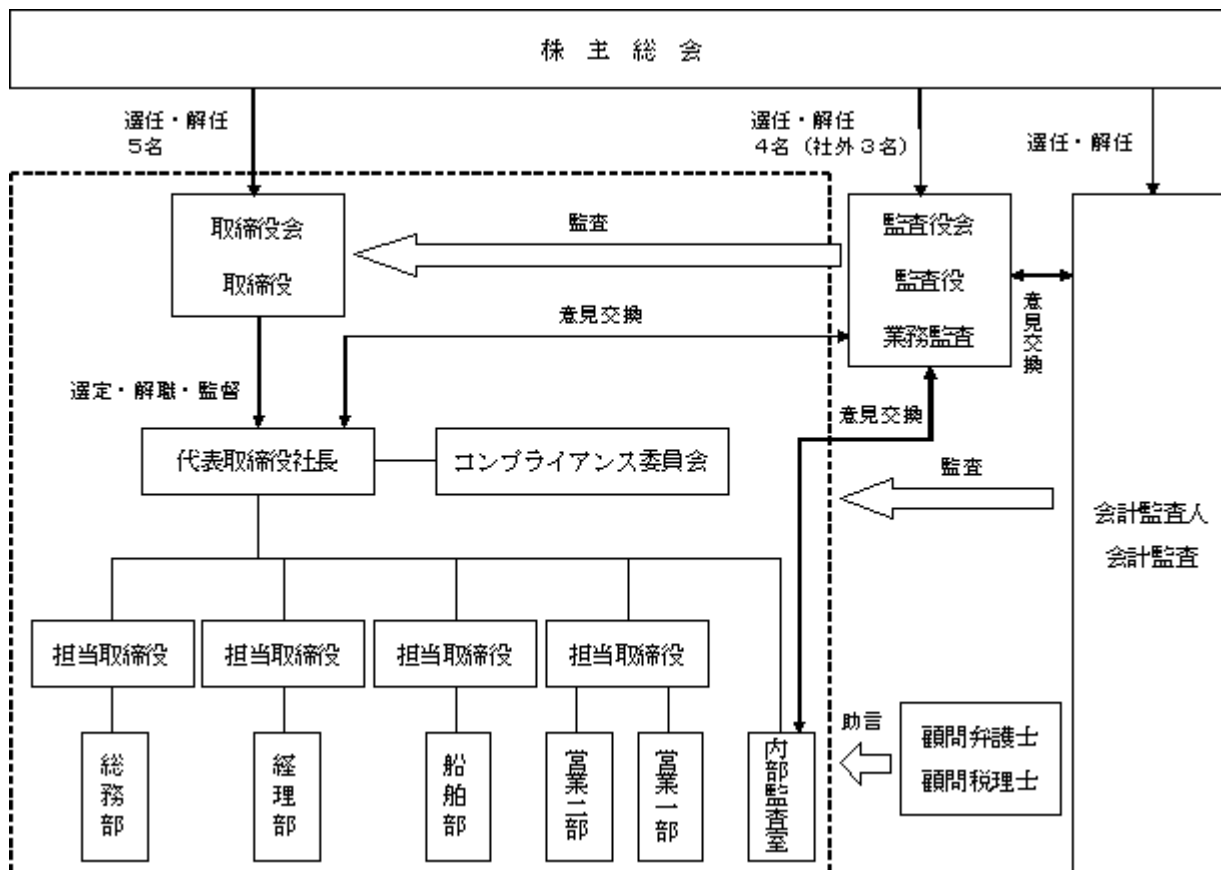 株主総会
選任・解任
5名
選任・解任
4名(社外3名)
選任・解任
取締役会
取締役
監査
監査役会
監査役
業務監査
意見交換
意見交換
選定・解職・監督
意見交換
代表取締役社長
コンプライアンス委員会
監査
会計監査人
会計監査
担当取締役
担当取締役
担当取締役
担当取締役
助言
顧問弁護士
顧問税理士
総務部
経理部
船舶部
営業二部
営業一部
内部監査室